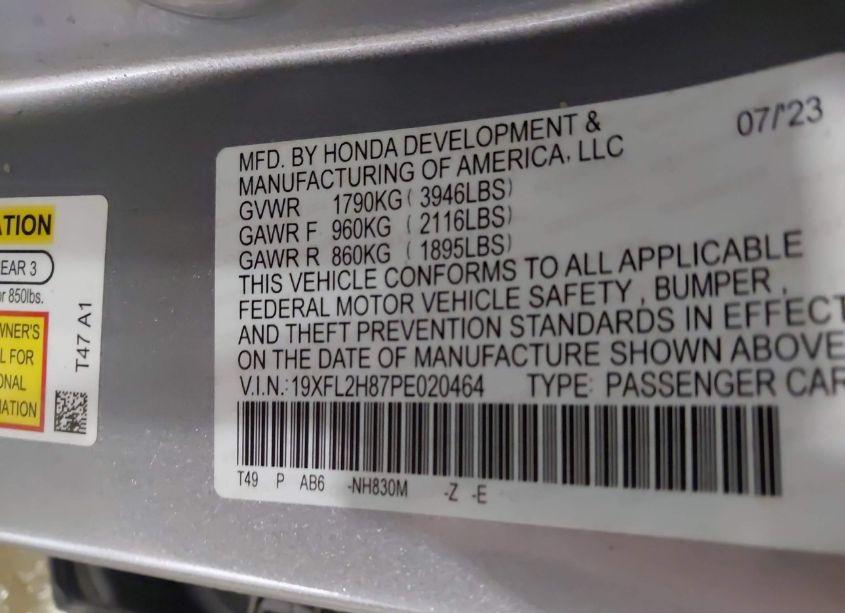 07/'23
MFD. BY HONDA DEVELOPMENT &
MANUFACTURING OF AMERICA, LLC
GVWR 1790KG ( 3946LBS)
GAWR F 960KG ( 2116LBS)
GAWR R 860KG ( 1895LBS)
THIS VEHICLE CONFORMS TO ALL APPLICABLE
FEDERAL MOTOR VEHICLE SAFETY , BUMPER ,
AND THEFT PREVENTION STANDARDS IN EFFECT
ON THE DATE OF MANUFACTURE SHOWN ABOVE
V.I.N.: 19XFL2H87PE020464 TYPE: PASSENGER CAR
T49 P AB6 -NH830M -Z -E
ATION
EAR 3
or 850lbs.
WNER'S
L FOR
ONAL
MATION
T47 A1